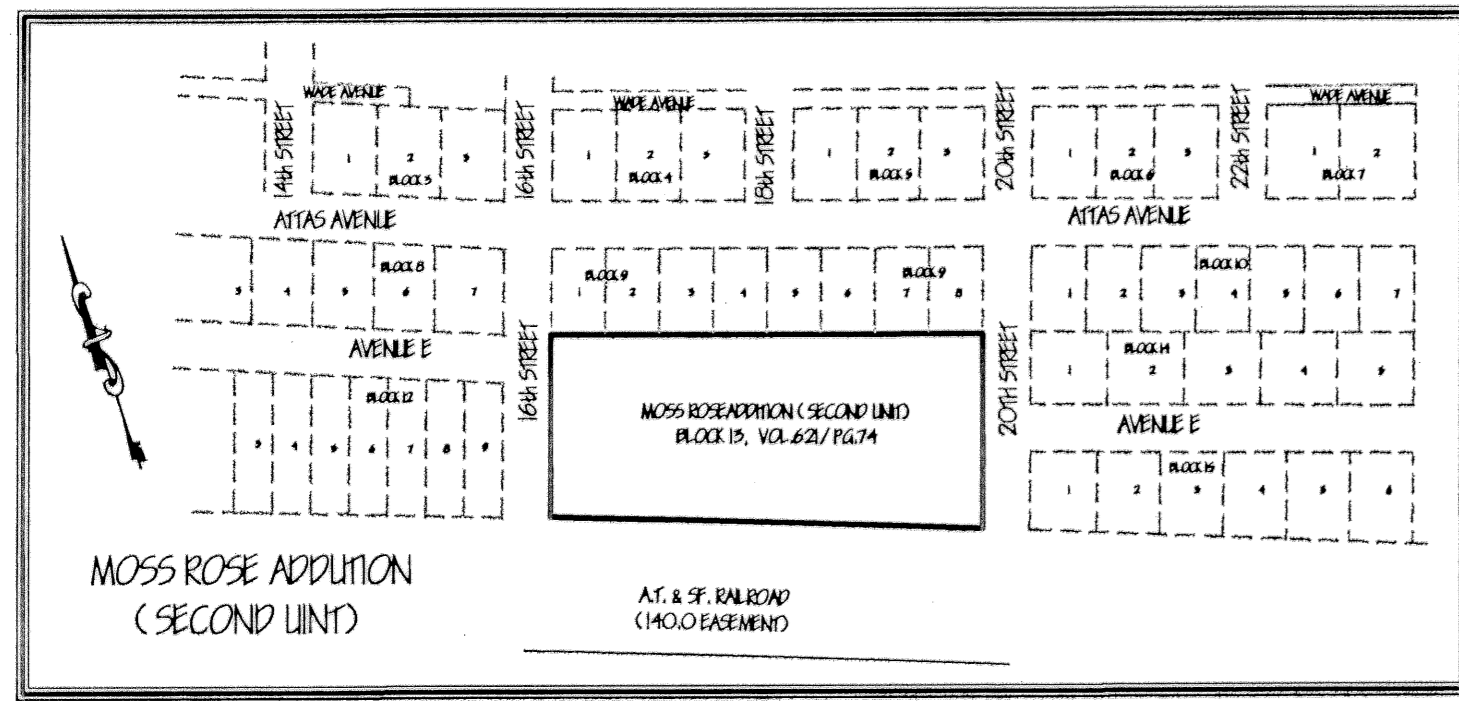 WADE AVENUE
WADE AVENUE
WADE AVENUE
14th STREET
1 2 3
BLOCK 3
16th STREET
1 2 3
BLOCK 4
18th STREET
1 2 3
BLOCK 5
20th STREET
1 2 3
BLOCK 6
22th STREET
1 2
BLOCK 7
ATTAS AVENUE
ATTAS AVENUE
BLOCK 8
3 4 5 6 7
BLOCK 9
BLOCK 9
1 2 3 4 5 6 7 8
BLOCK 10
1 2 3 4 5 6 7
AVENUE E
16th STREET
20TH STREET
BLOCK 14
1 2 3 4 5
BLOCK 12
3 4 5 6 7 8 9
MOSS ROSEADDITION ( SECOND UNIT)
BLOCK 13, VOL.621/ PG.74
AVENUE E
BLOCK 15
1 2 3 4 5 6
MOSS ROSE ADDUTION
( SECOND UINT)
A.T. & SF. RAILROAD
(140.0 EASEMENT)